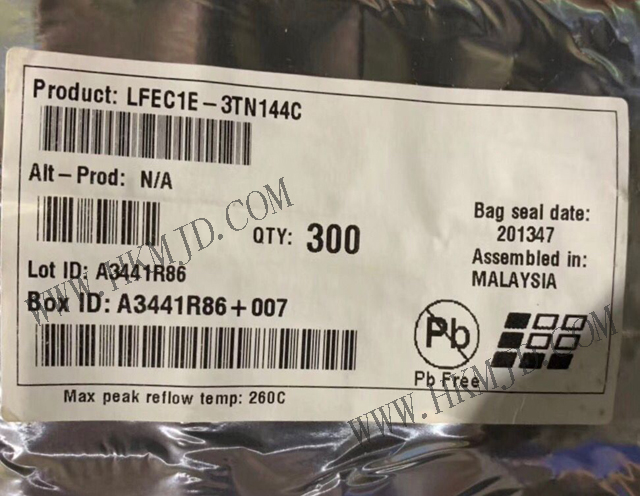 Product: LFEC1E-3TN144C
Alt-Prod: N/A
QTY: 300
Bag seal date:
201347
Assembled in:
MALAYSIA
Lot ID: A3441R86
Box ID: A3441R86+007
Pb
Pb Free
Max peak reflow temp: 260C
WWW.HKMJD.COM
WWW.HKMJD.COM